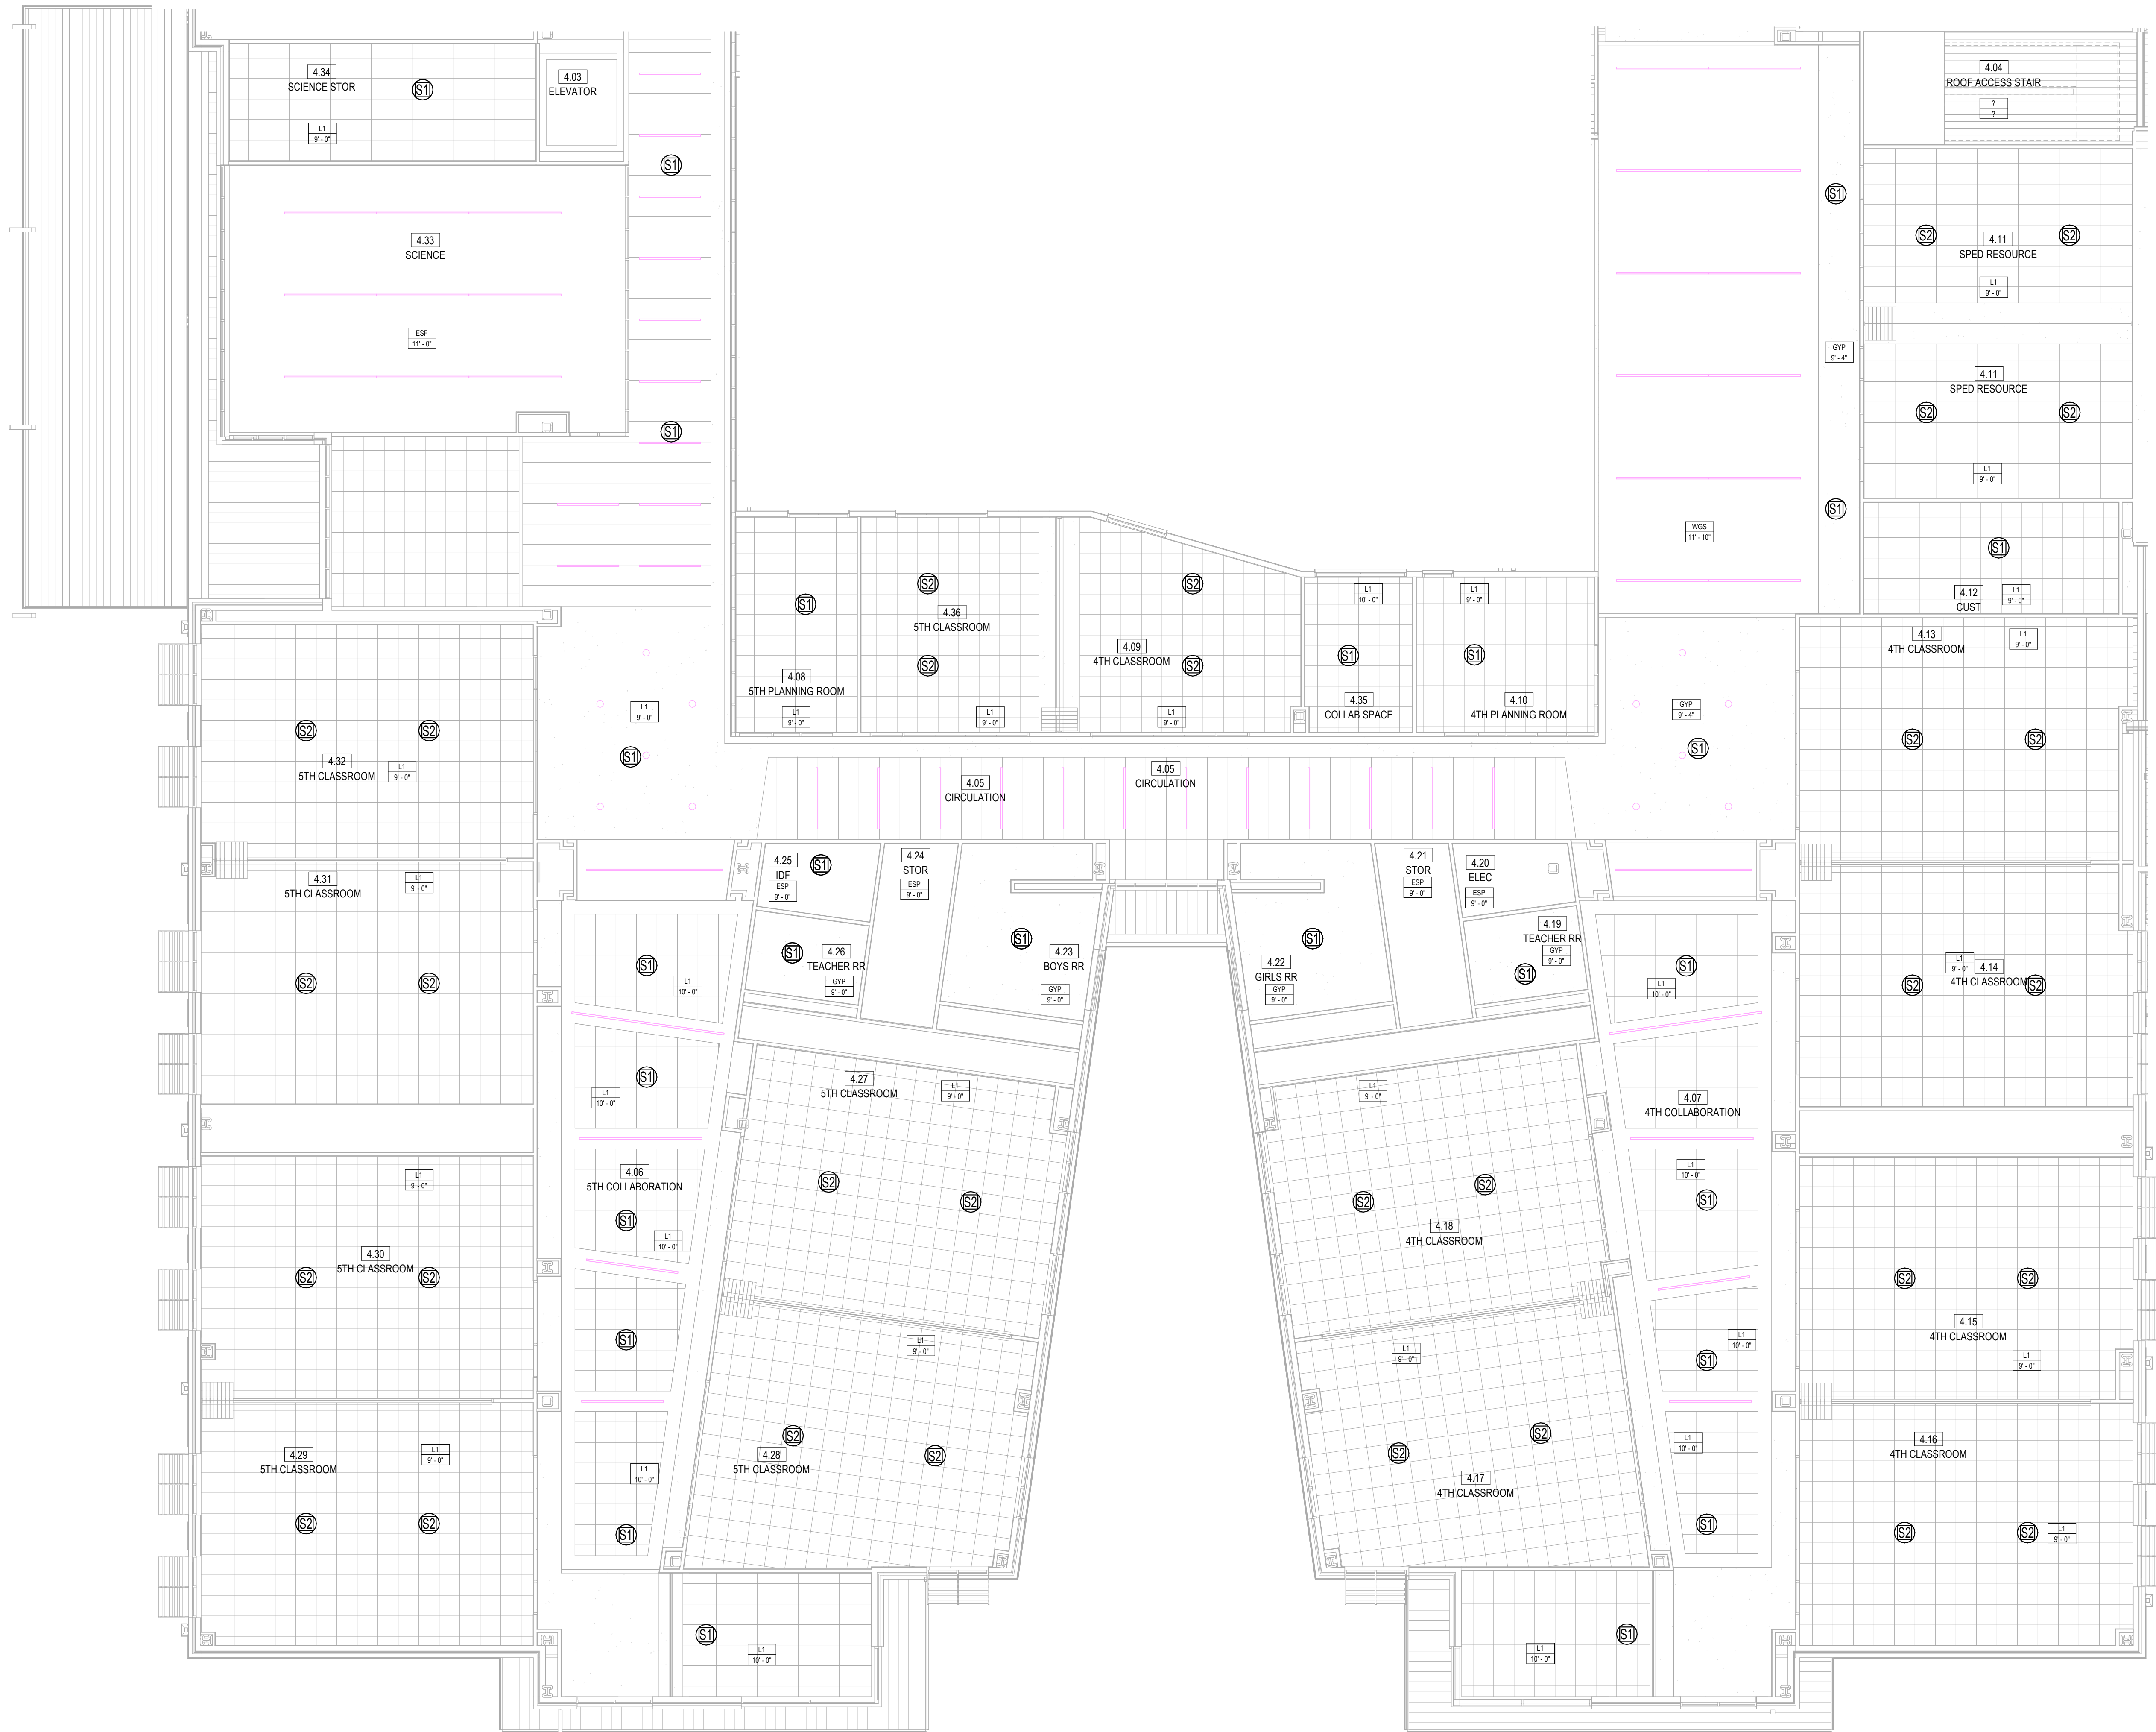 4.34
SCIENCE STOR
S1
L1
9' - 0"
4.03
ELEVATOR
S1
4.04
ROOF ACCESS STAIR
?
?
4.33
SCIENCE
ESF
11' - 0"
S1
S1
S2
4.11
SPED RESOURCE
S2
L1
9' - 0"
GYP
9' - 4"
4.11
SPED RESOURCE
S2
S2
L1
9' - 0"
S1
WGS
11' - 10"
S1
4.12
CUST
L1
9' - 0"
S1
4.08
5TH PLANNING ROOM
L1
9' - 0"
S2
4.36
5TH CLASSROOM
S2
L1
9' - 0"
S2
4.09
4TH CLASSROOM
S2
L1
9' - 0"
L1
10' - 0"
S1
4.35
COLLAB SPACE
L1
9' - 0"
S1
4.10
4TH PLANNING ROOM
L1
9' - 0"
S1
GYP
9' - 4"
S1
4.13
4TH CLASSROOM
L1
9' - 0"
S2
S2
S2
S2
4.32
5TH CLASSROOM
L1
9' - 0"
4.05
CIRCULATION
4.05
CIRCULATION
4.31
5TH CLASSROOM
L1
9' - 0"
S2
S2
4.25
IDF
ESP
9' - 0"
S1
4.24
STOR
ESP
9' - 0"
S1
4.26
TEACHER RR
GYP
9' - 0"
S1
4.23
BOYS RR
GYP
9' - 0"
S1
4.22
GIRLS RR
GYP
9' - 0"
4.21
STOR
ESP
9' - 0"
4.20
ELEC
ESP
9' - 0"
4.19
TEACHER RR
GYP
9' - 0"
S1
S1
L1
10' - 0"
S1
L1
10' - 0"
L1
9' - 0"
4.14
4TH CLASSROOM
S2
S2
S1
L1
10' - 0"
4.27
5TH CLASSROOM
L1
9' - 0"
S2
S2
L1
9' - 0"
S2
S2
4.18
4TH CLASSROOM
4.07
4TH COLLABORATION
L1
10' - 0"
S1
L1
9' - 0"
4.30
5TH CLASSROOM
S2
S2
4.06
5TH COLLABORATION
S1
L1
10' - 0"
S1
S2
S2
4.15
4TH CLASSROOM
L1
9' - 0"
L1
10' - 0"
S1
L1
9' - 0"
L1
9' - 0"
4.29
5TH CLASSROOM
L1
9' - 0"
S2
S2
L1
10' - 0"
S1
S2
4.28
5TH CLASSROOM
S2
S2
S2
4.17
4TH CLASSROOM
L1
10' - 0"
S1
4.16
4TH CLASSROOM
S2
S2
L1
9' - 0"
S1
L1
10' - 0"
L1
10' - 0"
S1